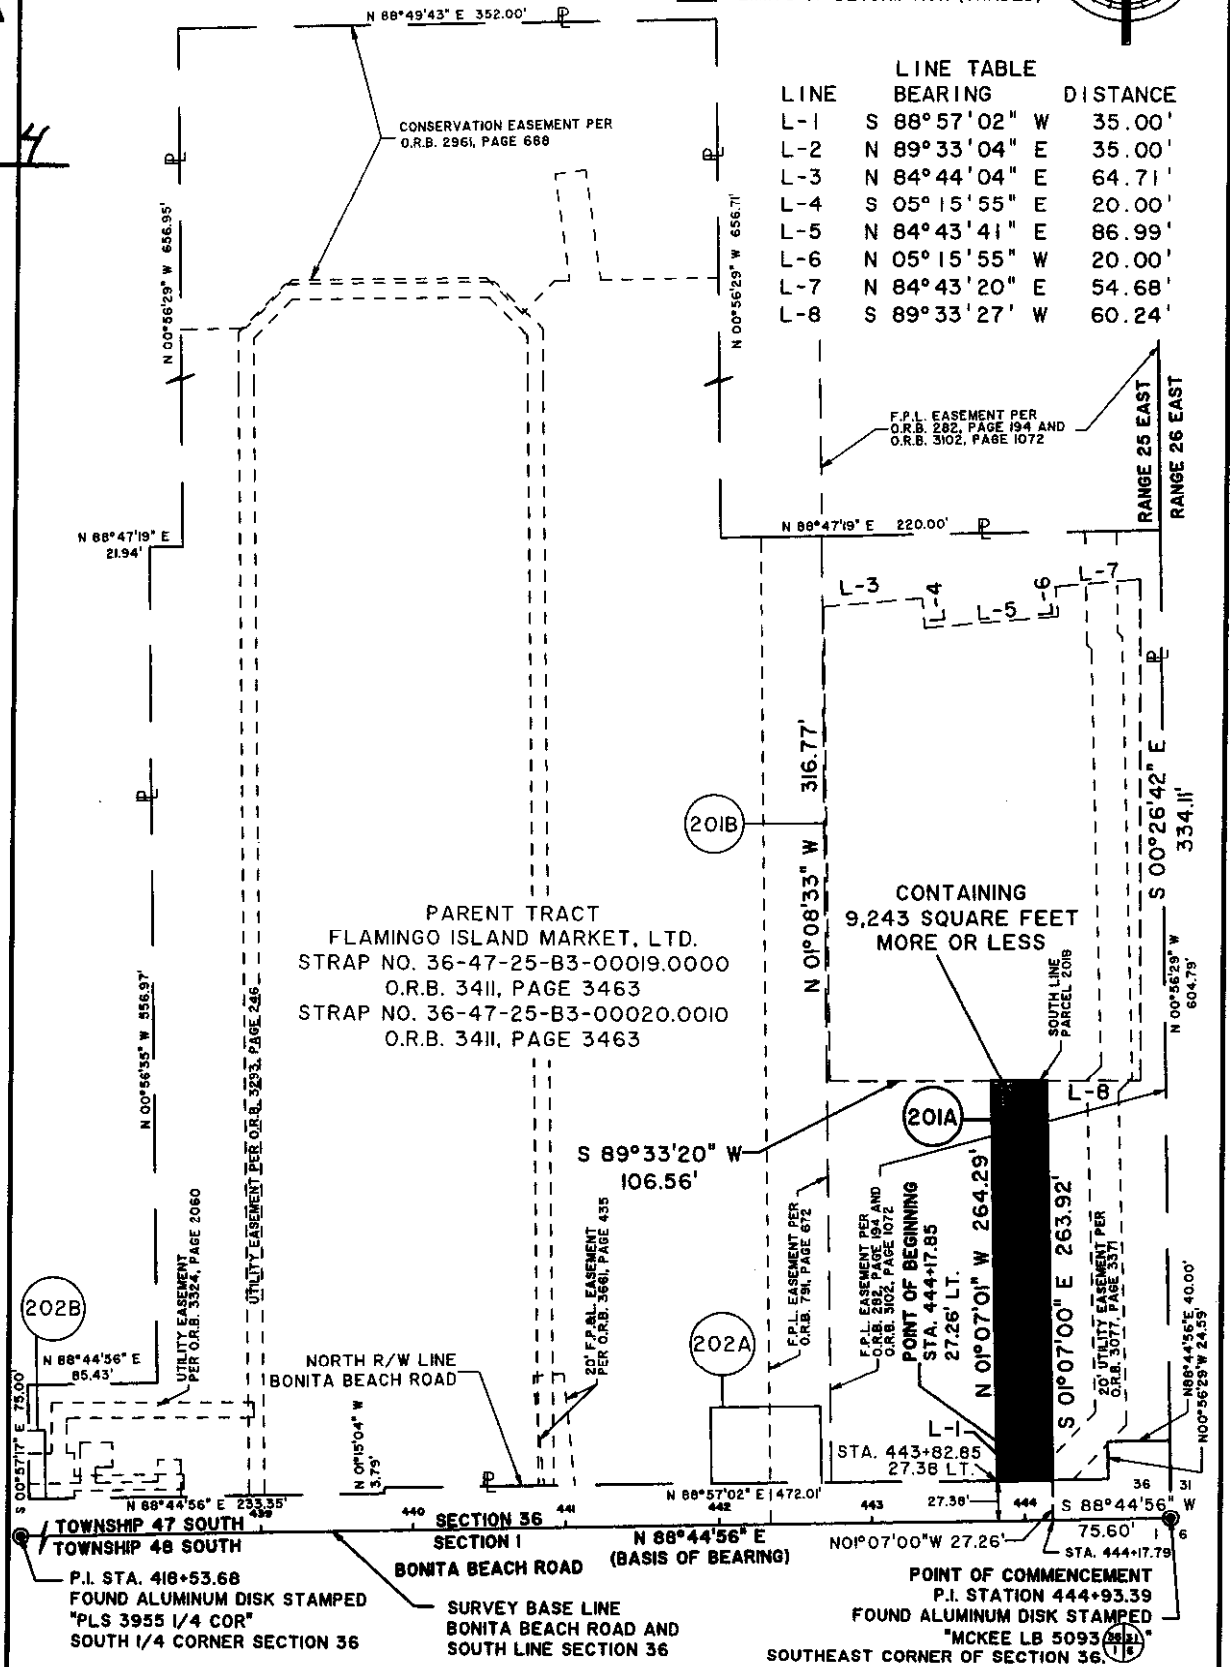 N 88°49'43" E 352.00'
LINE TABLE
LINE BEARING DISTANCE
L-1 S 88°57'02" W 35.00'
L-2 N 89°33'04" E 35.00'
L-3 N 84°44'04" E 64.71'
L-4 S 05°15'55" E 20.00'
L-5 N 84°43'41" E 86.99'
L-6 N 05°15'55" W 20.00'
L-7 N 84°43'20" E 54.68'
L-8 S 89°33'27' W 60.24'
4
CONSERVATION EASEMENT PER
O.R.B. 2961, PAGE 688
N 00°56'29" W 656.95'
N 00°56'29" W 656.71'
F.P.L. EASEMENT PER
O.R.B. 282, PAGE 194 AND
O.R.B. 3102, PAGE 1072
RANGE 25 EAST
RANGE 26 EAST
N 88°47'19" E
21.94'
N 88°47'19" E 220.00'
L-3
L-4
L-5
L-6
L-7
201B
N 01°08'33" W 316.77'
S 00°26'42" E
334.11'
CONTAINING
9,243 SQUARE FEET
MORE OR LESS
SOUTH LINE
PARCEL 201B
N 00°56'29" W
604.79'
PARENT TRACT
FLAMINGO ISLAND MARKET, LTD.
STRAP NO. 36-47-25-B3-00019.0000
O.R.B. 3411, PAGE 3463
STRAP NO. 36-47-25-B3-00020.0010
O.R.B. 3411, PAGE 3463
N 00°56'35" W 556.97'
UTILITY EASEMENT PER O.R.B. 3293, PAGE 246
L-8
201A
S 89°33'20" W
106.56'
UTILITY EASEMENT
PER O.R.B. 3324, PAGE 2060
20' F.P.&L. EASEMENT
PER O.R.B. 3661, PAGE 435
F.P.L. EASEMENT PER
O.R.B. 791, PAGE 672
F.P.L. EASEMENT PER
O.R.B. 282, PAGE 194 AND
O.R.B. 3102, PAGE 1072
POINT OF BEGINNING
STA. 444+17.85
27.26' LT.
N 01°07'01" W 264.29'
S 01°07'00" E 263.92'
20' UTILITY EASEMENT PER
O.R.B. 3077, PAGE 3371
N88°44'56"E 40.00'
N00°56'29"W 24.59'
202B
N 88°44'56" E
85.43'
S 00°57'17" E 75.00'
NORTH R/W LINE
BONITA BEACH ROAD
N 01°15'04" W
3.79'
202A
L-1
STA. 443+82.85
27.38 LT.
N 88°44'56" E 233.35'
N 88°57'02" E 472.01'
27.38'
36 31
1 6
439 440 441 442 443 444
S 88°44'56" W
75.60'
TOWNSHIP 47 SOUTH
TOWNSHIP 48 SOUTH
SECTION 36
SECTION 1
N 88°44'56" E
(BASIS OF BEARING)
N01°07'00"W 27.26'
STA. 444+17.79
BONITA BEACH ROAD
P.I. STA. 418+53.68
FOUND ALUMINUM DISK STAMPED
"PLS 3955 1/4 COR"
SOUTH 1/4 CORNER SECTION 36
SURVEY BASE LINE
BONITA BEACH ROAD AND
SOUTH LINE SECTION 36
POINT OF COMMENCEMENT
P.I. STATION 444+93.39
FOUND ALUMINUM DISK STAMPED
"MCKEE LB 5093 "
SOUTHEAST CORNER OF SECTION 36.